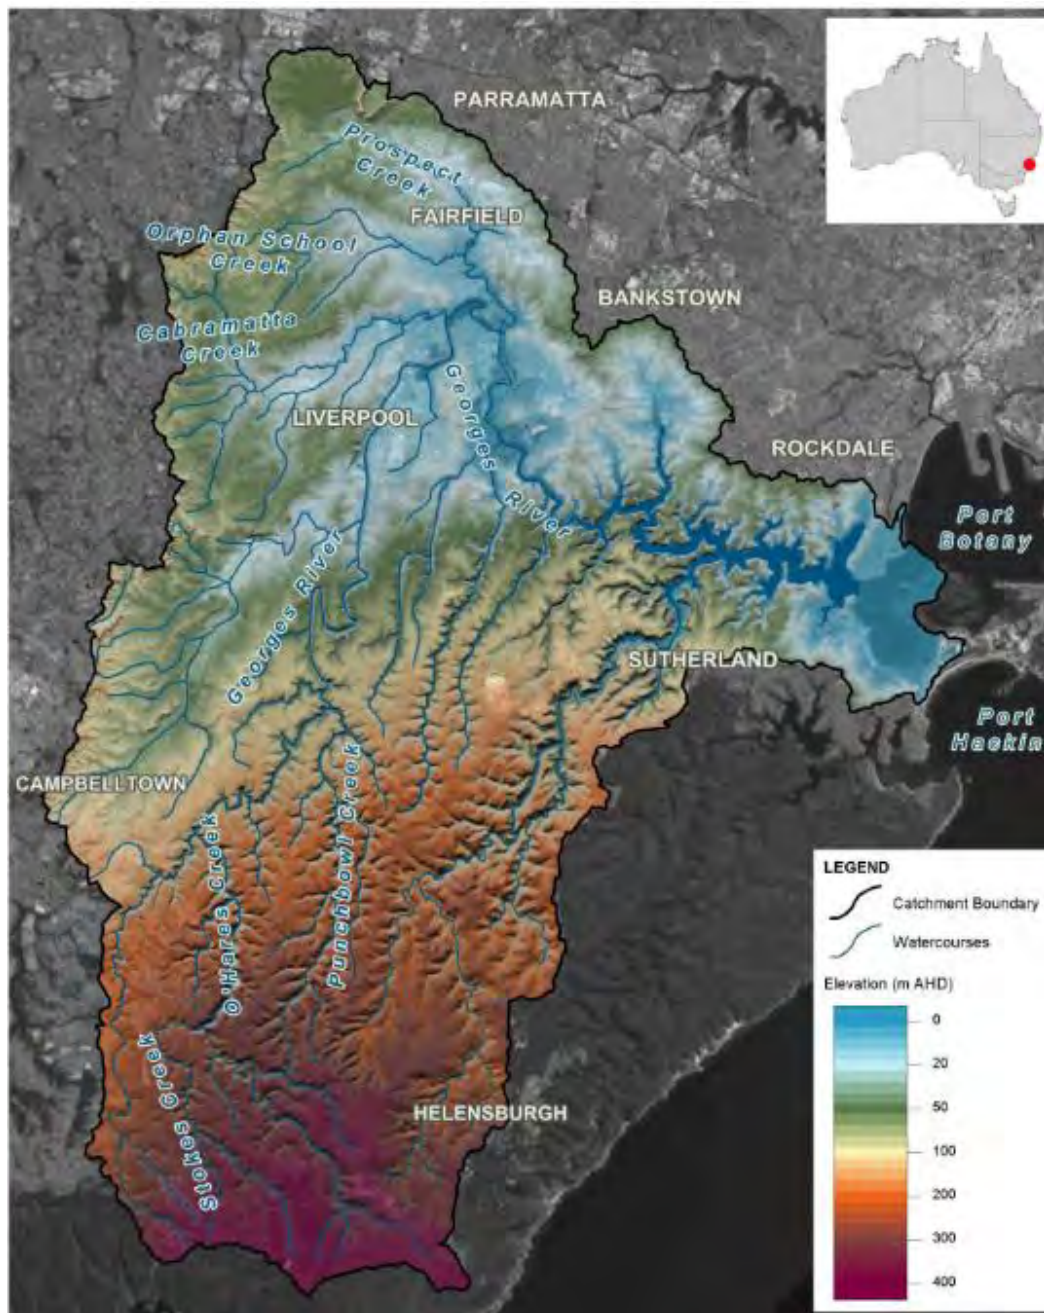 PARRAMATTA
Prospect
Creek
FAIRFIELD
Orphan School
Creek
BANKSTOWN
Cabramatta
Creek
Georges River
LIVERPOOL
ROCKDALE
Port
Botany
Georges River
SUTHERLAND
Port
Hackin
CAMPBELLTOWN
Punchbowl Creek
O'Hares Creek
Stokes Creek
HELENSBURGH
LEGEND
Catchment Boundary
Watercourses
Elevation (m AHD)
0
20
50
100
200
300
400